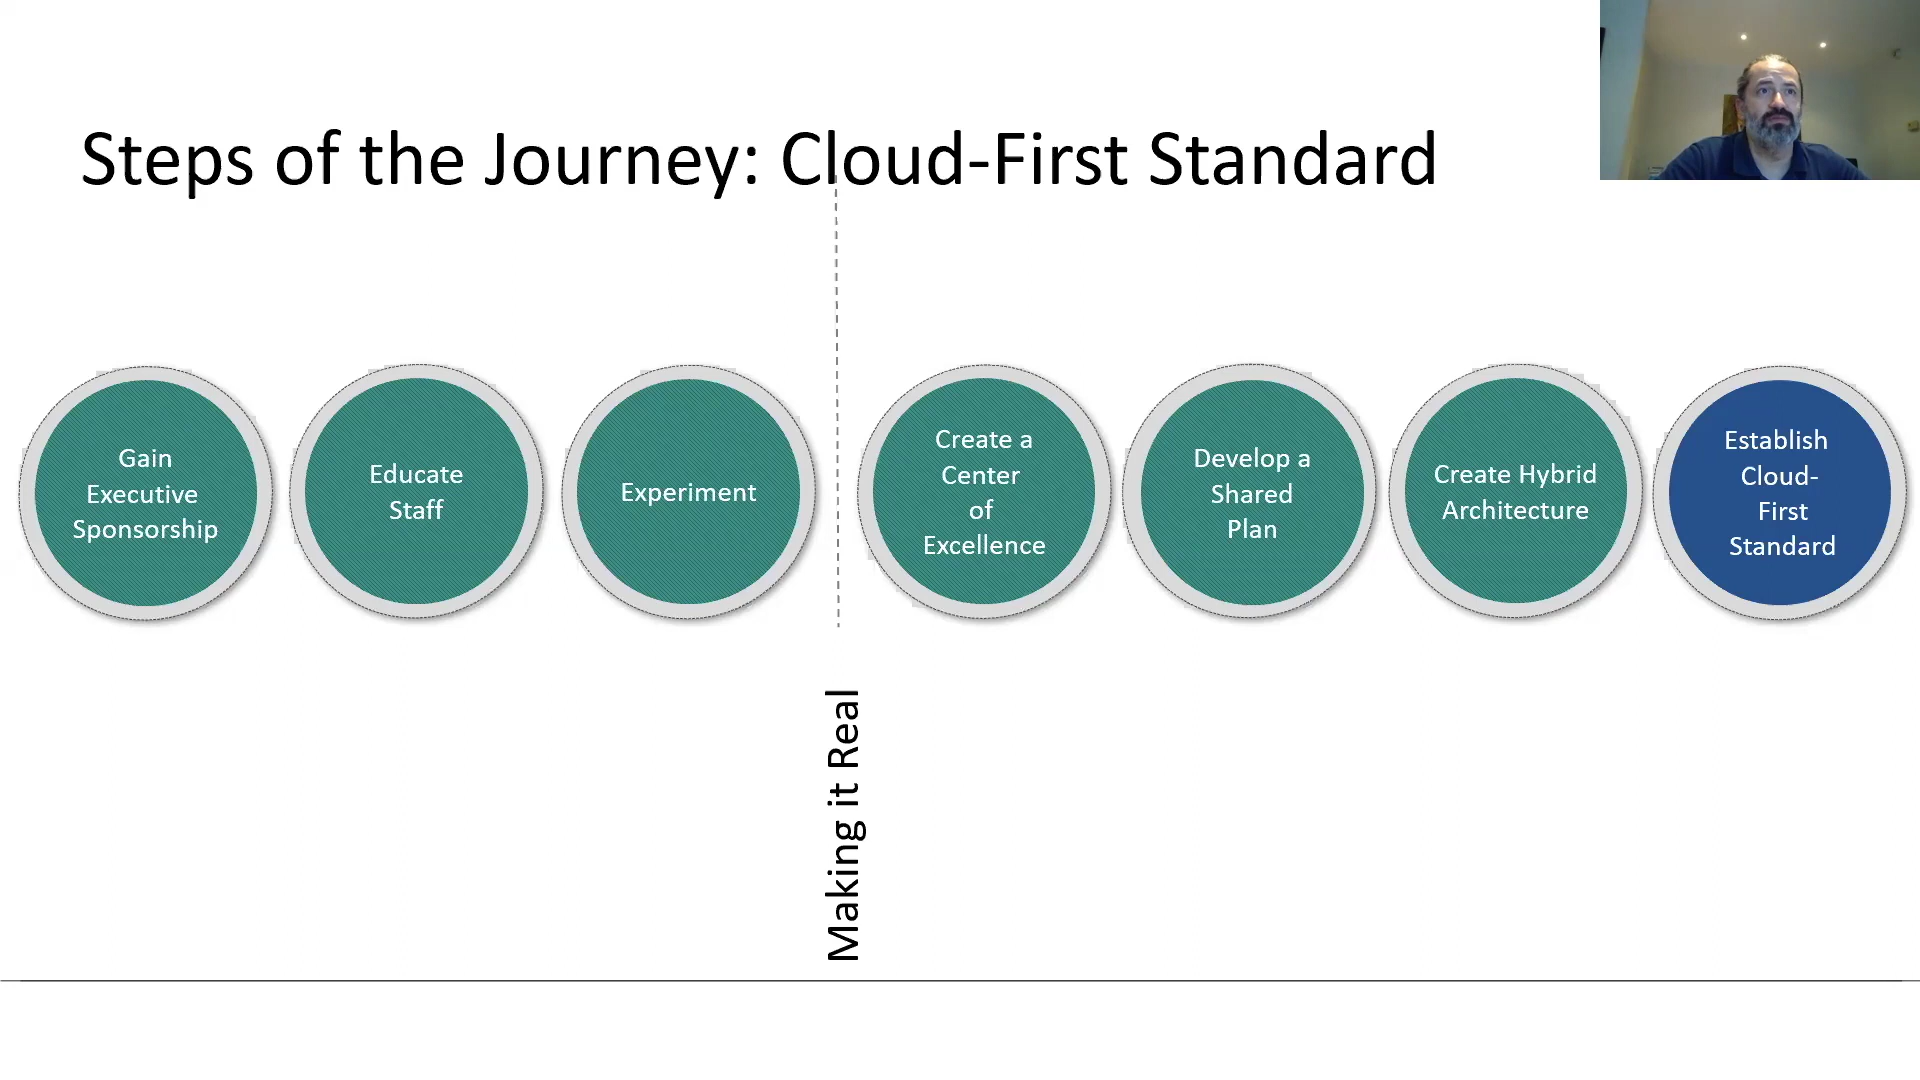 Steps of the Journey: Cloud-First Standard
Gain
Executive
Sponsorship
Educate
Staff
Experiment
Create a
Center
of
Excellence
Develop a
Shared
Plan
Create Hybrid
Architecture
Establish
Cloud-
First
Standard
Making it Real